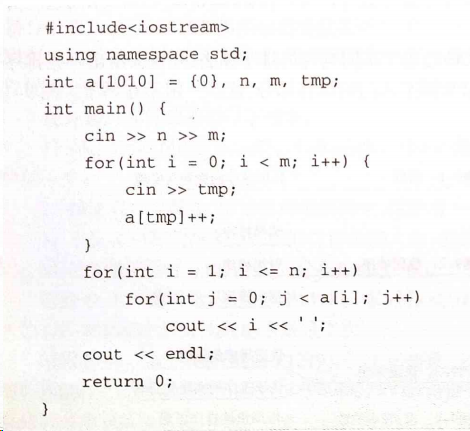 #include<iostream>
using namespace std;
int a[1010] = {0}, n, m, tmp;
int main() {
    cin >> n >> m;
    for(int i = 0; i < m; i++) {
        cin >> tmp;
        a[tmp]++;
    }
    for(int i = 1; i <= n; i++)
        for(int j = 0; j < a[i]; j++)
            cout << i << ' ';
    cout << endl;
    return 0;
}